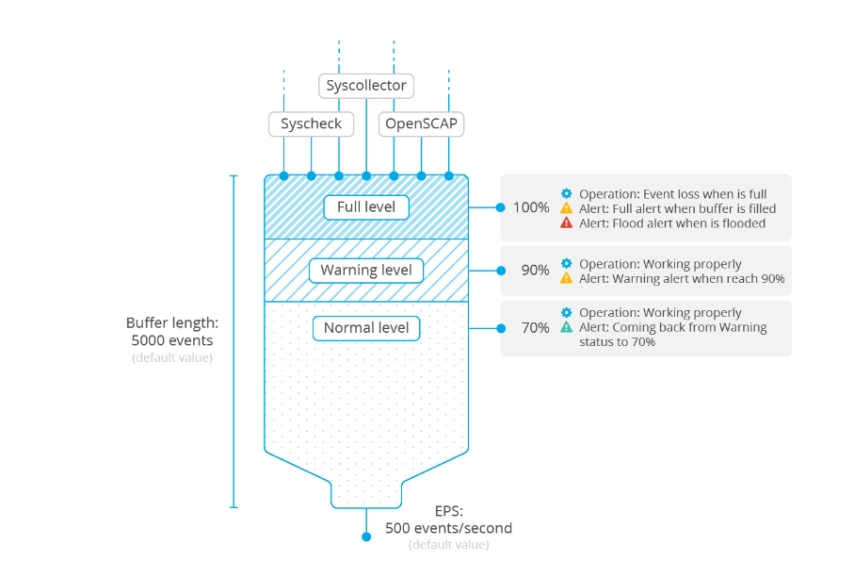 Syscollector
Syscheck
OpenSCAP
Full level
100%
Operation: Event loss when is full
Alert: Full alert when buffer is filled
Alert: Flood alert when is flooded
Warning level
90%
Operation: Working properly
Alert: Warning alert when reach 90%
Normal level
70%
Operation: Working properly
Alert: Coming back from Warning
status to 70%
Buffer length:
5000 events
(default value)
EPS:
500 events/second
(default value)